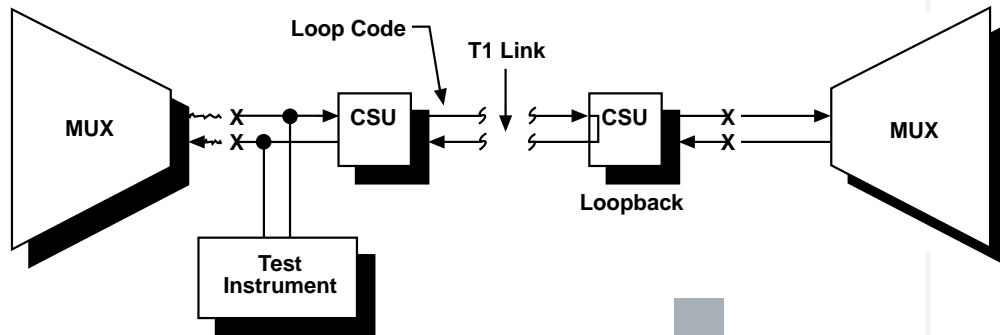 Loop Code
T1 Link
MUX
X
X
CSU
CSU
X
X
MUX
Loopback
Test
Instrument